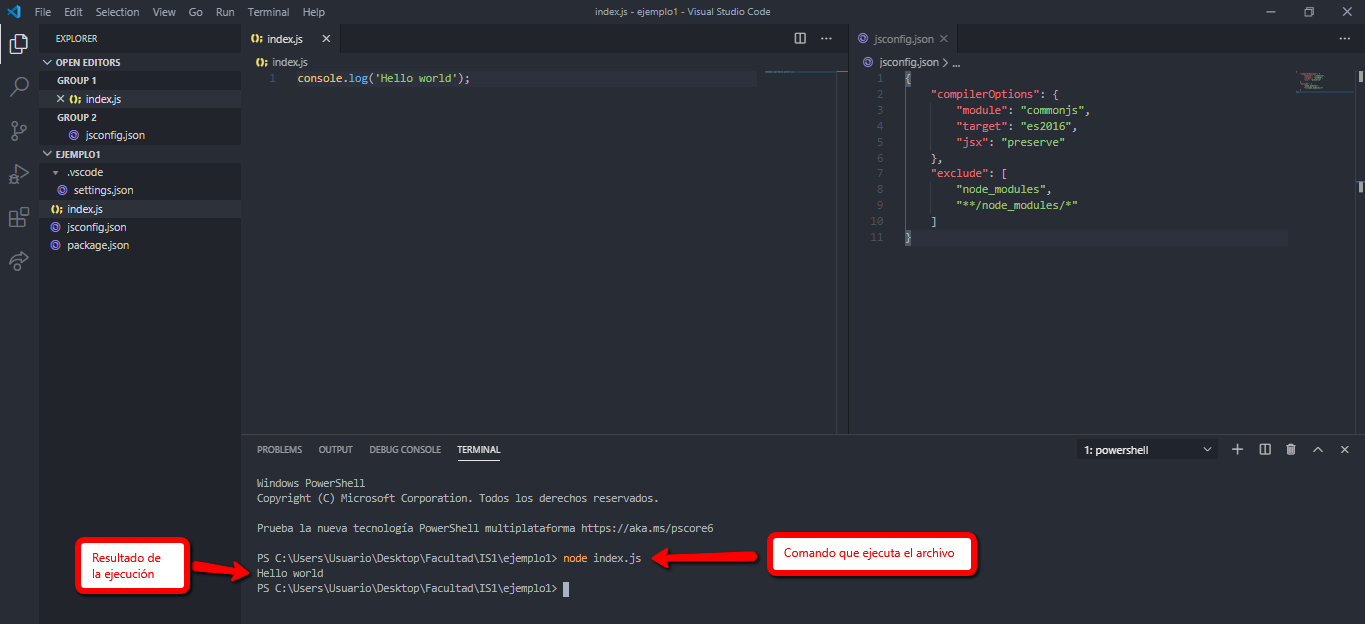 File Edit Selection View Go Run Terminal Help
index.js - ejemplo1 - Visual Studio Code
EXPLORER
OPEN EDITORS
GROUP 1
index.js
GROUP 2
jsconfig.json
EJEMPLO1
.vscode
settings.json
index.js
jsconfig.json
package.json
index.js
index.js
1 console.log('Hello world');
jsconfig.json
jsconfig.json > ...
1 {
2 "compilerOptions": {
3 "module": "commonjs",
4 "target": "es2016",
5 "jsx": "preserve"
6 },
7 "exclude": [
8 "node_modules",
9 "**/node_modules/*"
10 ]
11 }
PROBLEMS OUTPUT DEBUG CONSOLE TERMINAL
1: powershell
Windows PowerShell
Copyright (C) Microsoft Corporation. Todos los derechos reservados.
Prueba la nueva tecnología PowerShell multiplataforma https://aka.ms/pscore6
PS C:\Users\Usuario\Desktop\Facultad\IS1\ejemplo1> node index.js
Hello world
PS C:\Users\Usuario\Desktop\Facultad\IS1\ejemplo1>
Resultado de
la ejecución
Comando que ejecuta el archivo